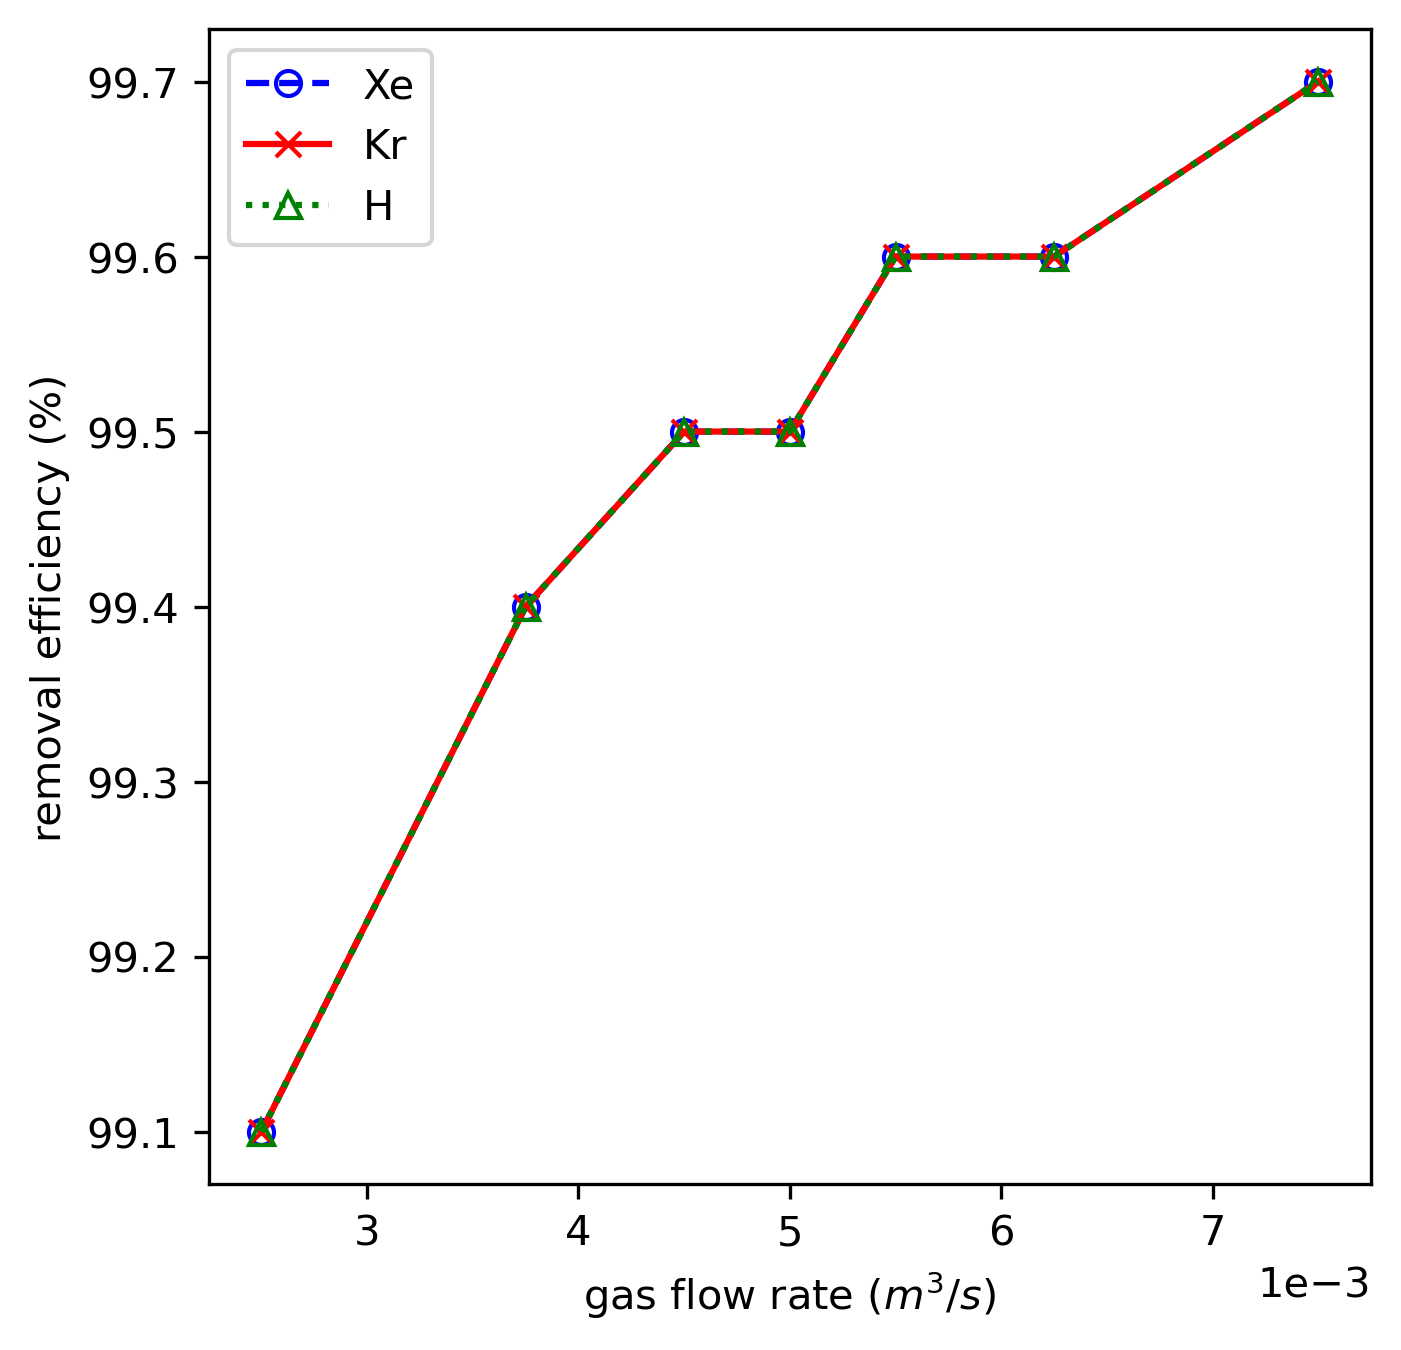 Xe
Kr
H
99.7
99.6
99.5
99.4
99.3
99.2
99.1
removal efficiency (%)
3 4 5 6 7
1e−3
gas flow rate (m³/s)